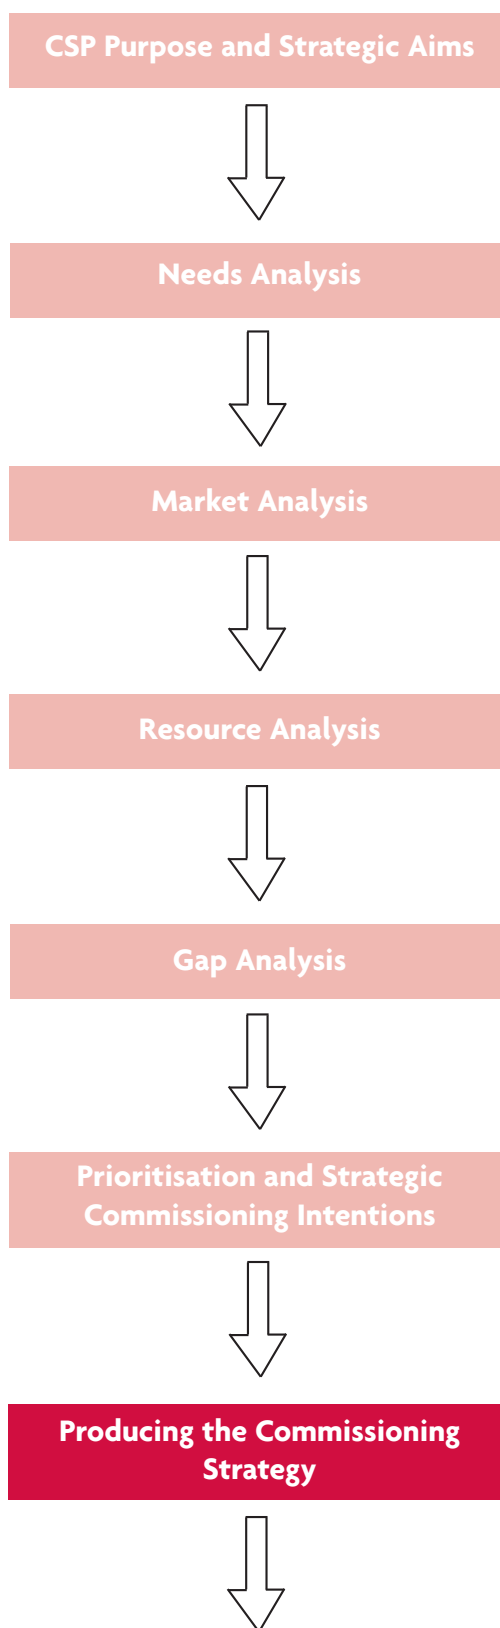 CSP Purpose and Strategic Aims
Needs Analysis
Market Analysis
Resource Analysis
Gap Analysis
Prioritisation and Strategic
Commissioning Intentions
Producing the Commissioning
Strategy